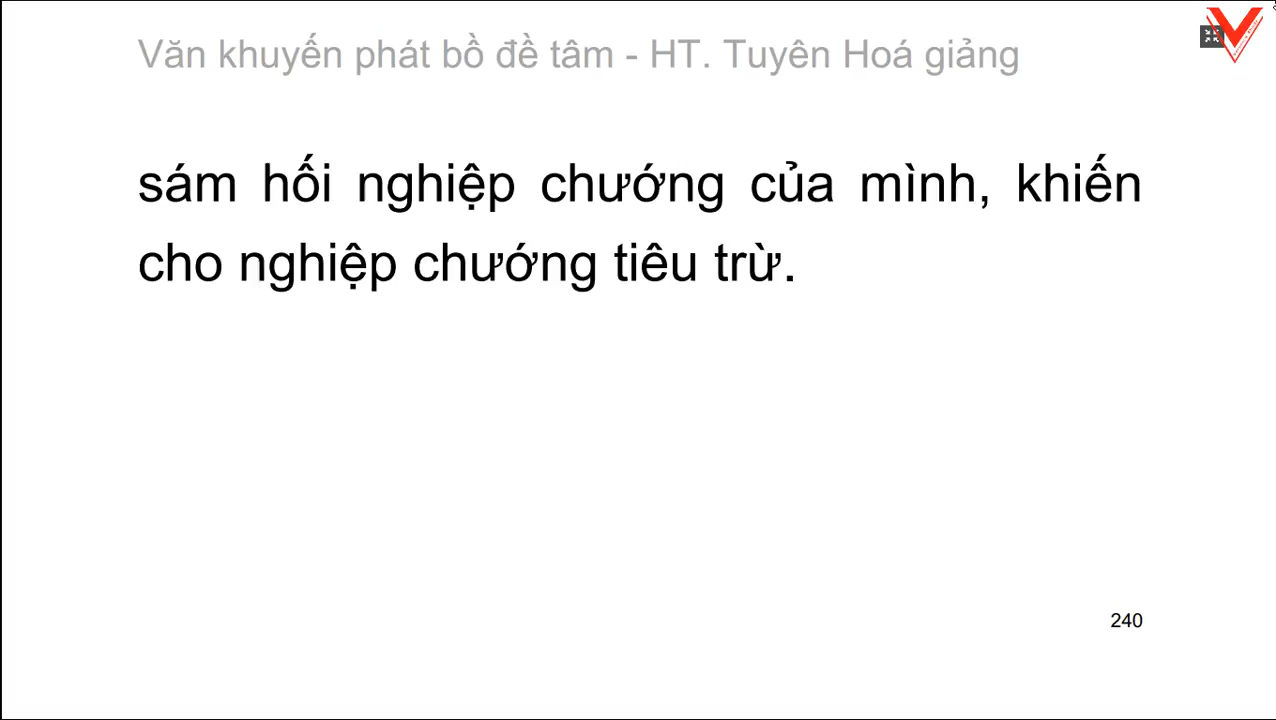 Văn khuyến phát bồ đề tâm - HT. Tuyên Hoá giảng
sám hối nghiệp chướng của mình, khiến
cho nghiệp chướng tiêu trừ.
240